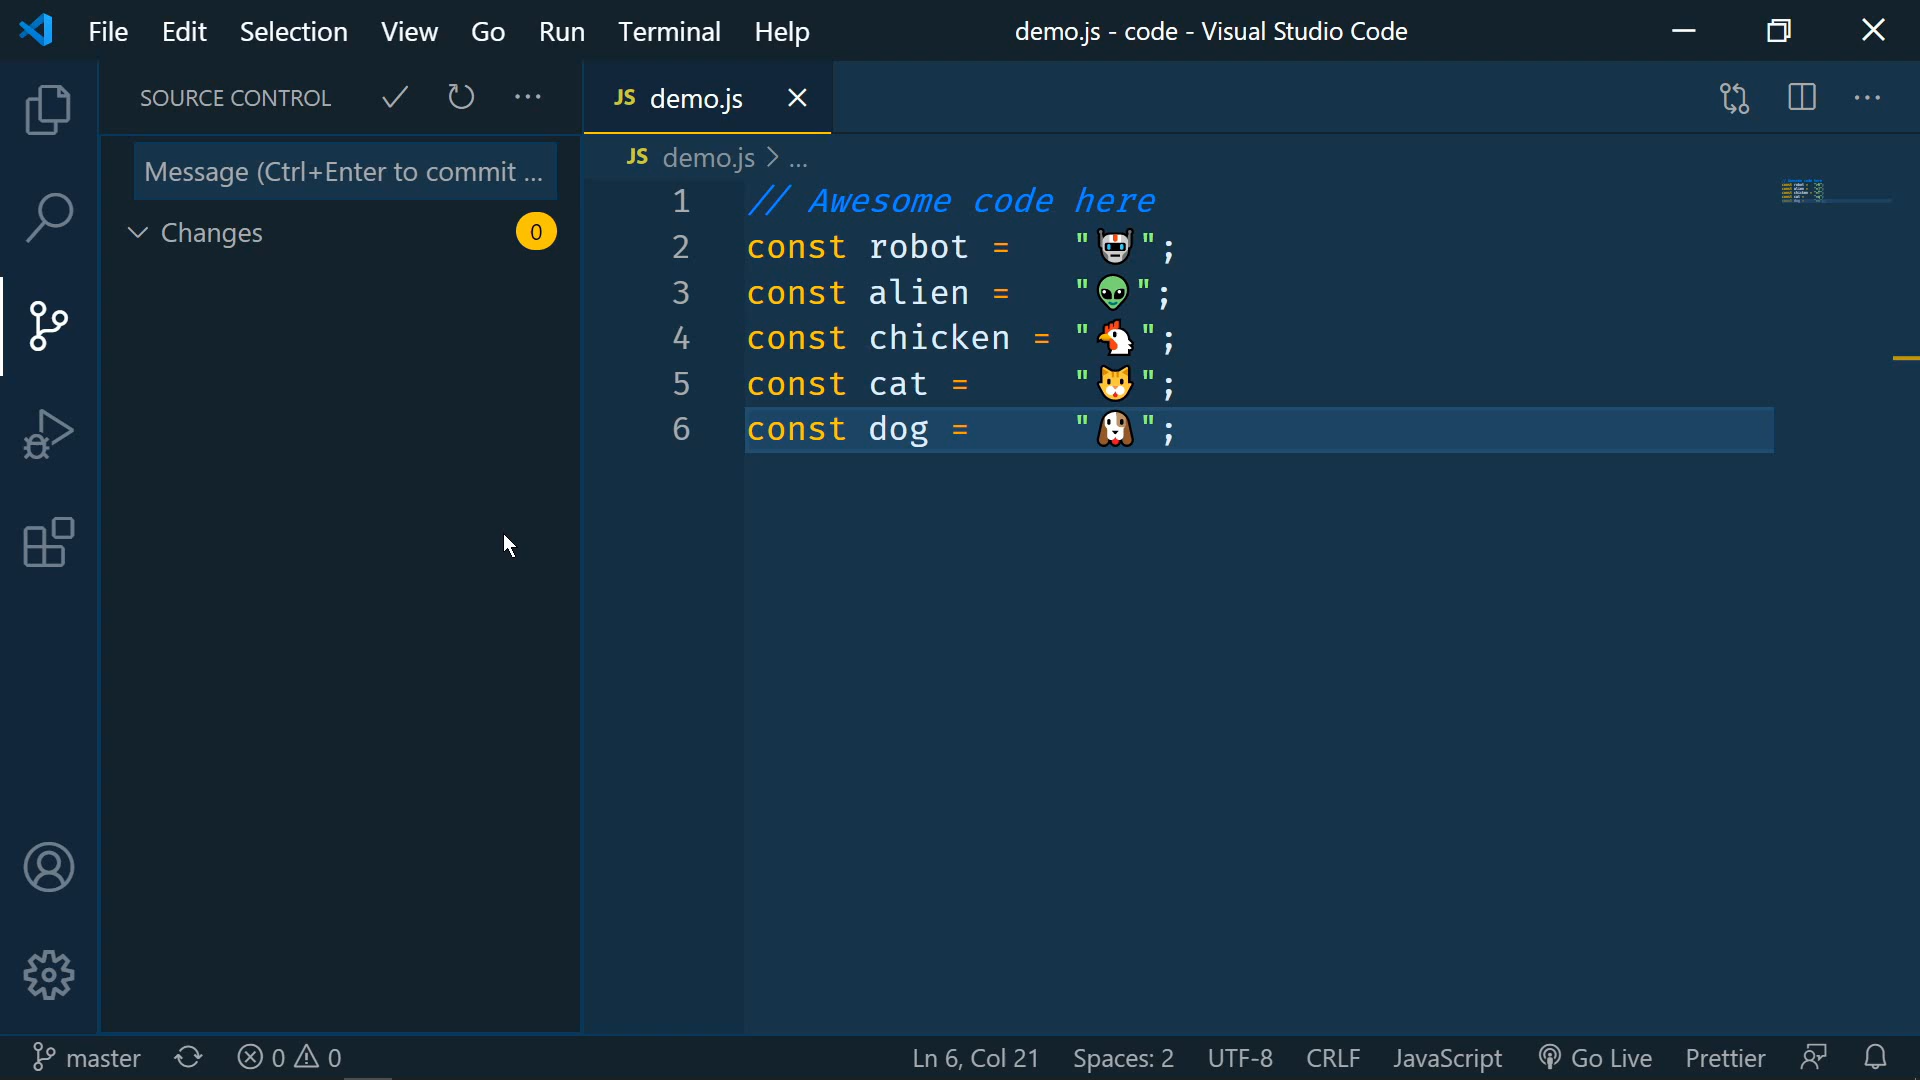 File Edit Selection View Go Run Terminal Help demo.js - code - Visual Studio Code
SOURCE CONTROL
JS demo.js
Message (Ctrl+Enter to commit ...
JS demo.js > ...
Changes 0
1 // Awesome code here
2 const robot =   "🤖";
3 const alien =   "👽";
4 const chicken = "🐔";
5 const cat =     "🐱";
6 const dog =     "🐶";
master 0 0 Ln 6, Col 21 Spaces: 2 UTF-8 CRLF JavaScript Go Live Prettier